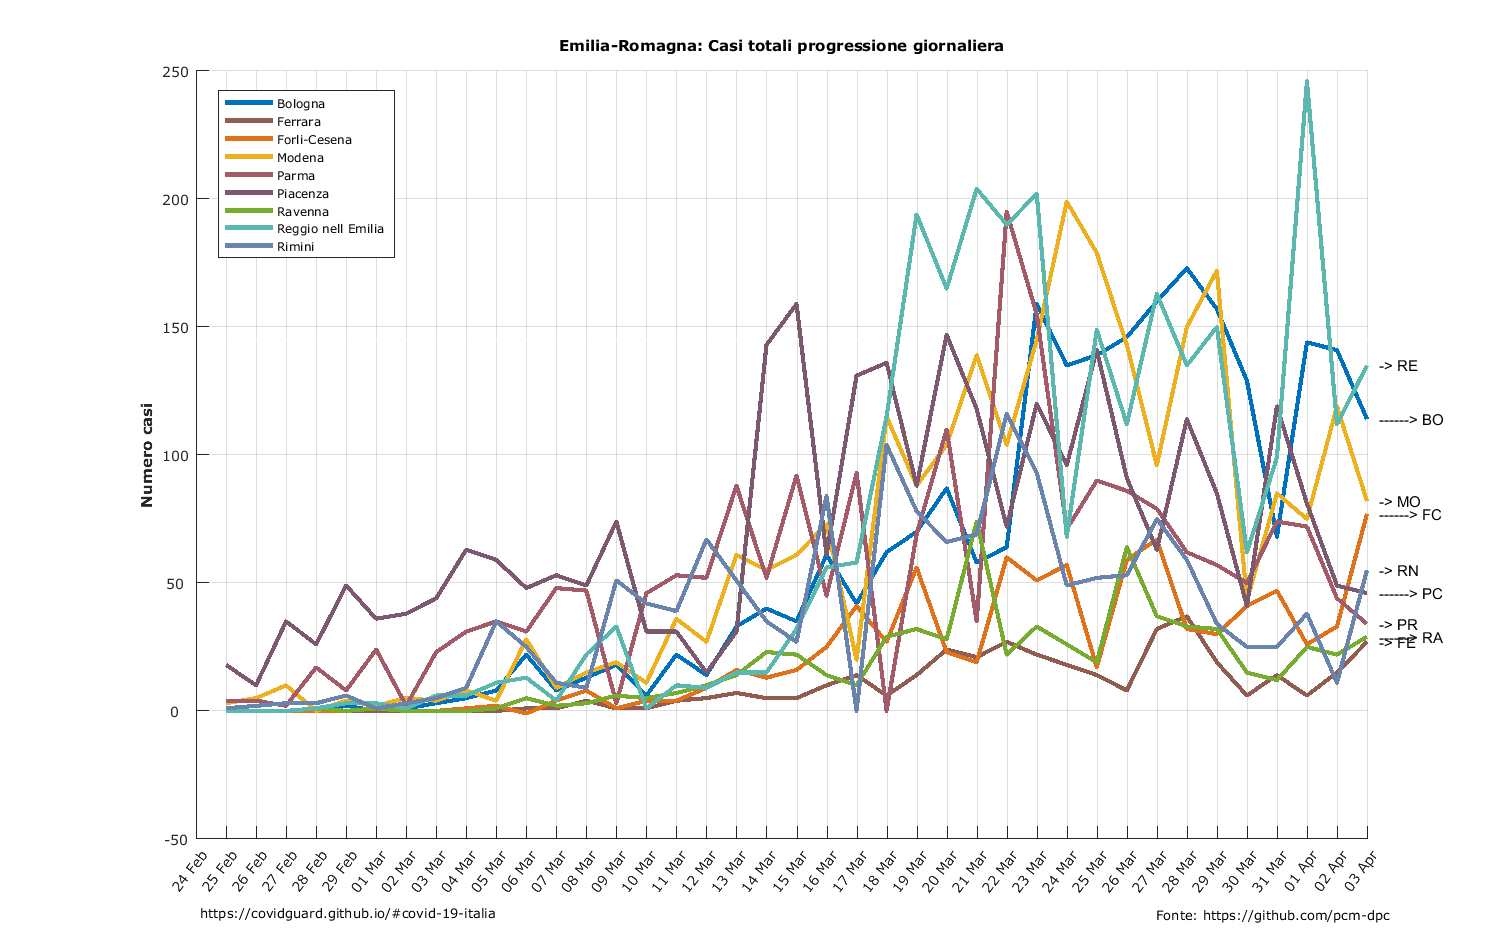 Emilia-Romagna: Casi totali progressione giornaliera
250
200
150
100
50
0
-50
Numero casi
Bologna
Ferrara
Forli-Cesena
Modena
Parma
Piacenza
Ravenna
Reggio nell Emilia
Rimini
-> RE
------> BO
-> MO
------> FC
-> RN
------> PC
-> PR
------> RA
-> FE
24 Feb
25 Feb
26 Feb
27 Feb
28 Feb
29 Feb
01 Mar
02 Mar
03 Mar
04 Mar
05 Mar
06 Mar
07 Mar
08 Mar
09 Mar
10 Mar
11 Mar
12 Mar
13 Mar
14 Mar
15 Mar
16 Mar
17 Mar
18 Mar
19 Mar
20 Mar
21 Mar
22 Mar
23 Mar
24 Mar
25 Mar
26 Mar
27 Mar
28 Mar
29 Mar
30 Mar
31 Mar
01 Apr
02 Apr
03 Apr
https://covidguard.github.io/#covid-19-italia
Fonte: https://github.com/pcm-dpc